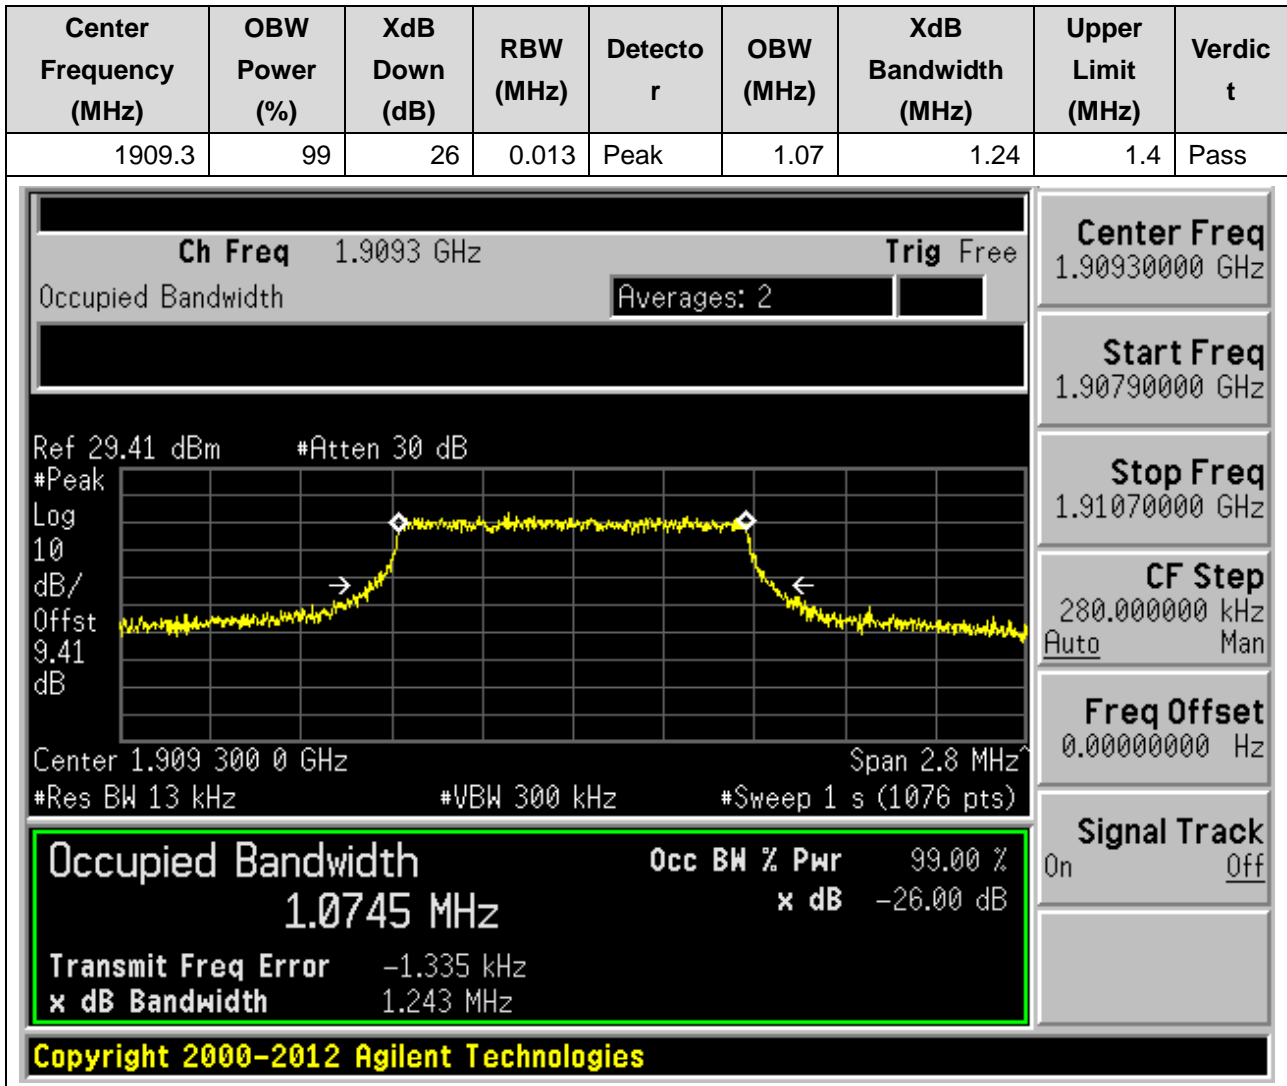 Center Frequency (MHz) OBW Power (%) XdB Down (dB) RBW (MHz) Detecto r OBW (MHz) XdB Bandwidth (MHz) Upper Limit (MHz) Verdic t
1909.3 99 26 0.013 Peak 1.07 1.24 1.4 Pass
Ch Freq 1.9093 GHz Trig Free
Occupied Bandwidth Averages: 2
Ref 29.41 dBm #Atten 30 dB
#Peak
Log
10
dB/
Offst
9.41
dB
Center 1.909 300 0 GHz Span 2.8 MHz^
#Res BW 13 kHz #VBW 300 kHz #Sweep 1 s (1076 pts)
Occupied Bandwidth Occ BW % Pwr 99.00 %
1.0745 MHz x dB -26.00 dB
Transmit Freq Error -1.335 kHz
x dB Bandwidth 1.243 MHz
Copyright 2000-2012 Agilent Technologies
Center Freq
1.90930000 GHz
Start Freq
1.90790000 GHz
Stop Freq
1.91070000 GHz
CF Step
280.000000 kHz
Auto Man
Freq Offset
0.00000000 Hz
Signal Track
On Off